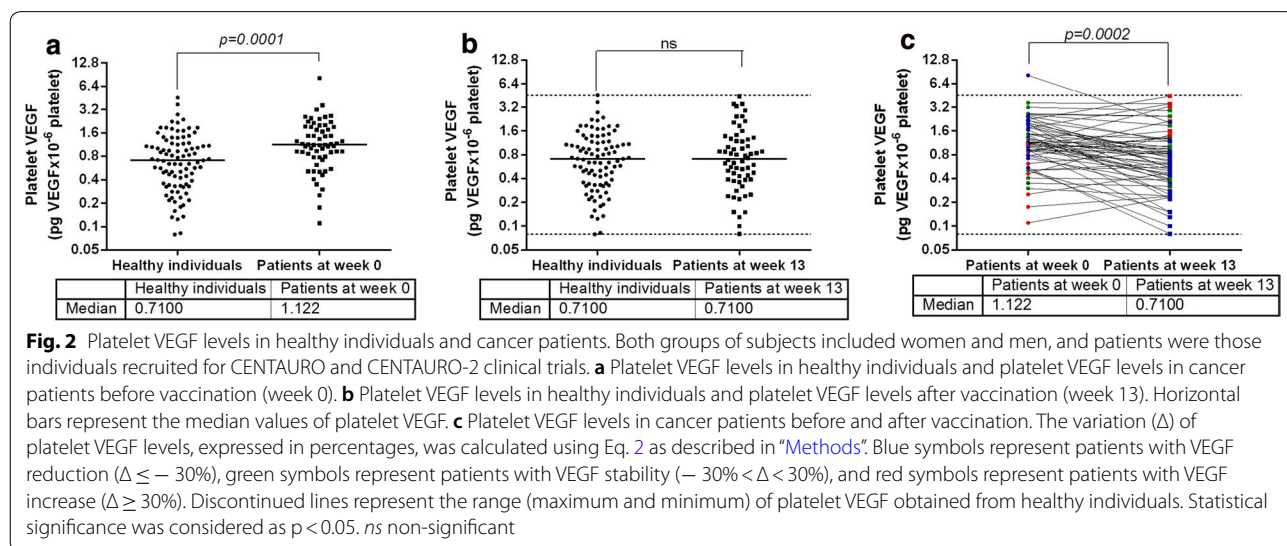 a
p=0.0001
Platelet VEGF
(pg VEGFx10-6 platelet)
12.8
6.4
3.2
1.6
0.8
0.4
0.2
0.1
0.05
Healthy individuals Patients at week 0
Healthy individuals Patients at week 0
Median 0.7100 1.122
b
ns
Platelet VEGF
(pg VEGFx10-6 platelet)
12.8
6.4
3.2
1.6
0.8
0.4
0.2
0.1
0.05
Healthy individuals Patients at week 13
Healthy individuals Patients at week 13
Median 0.7100 0.7100
c
p=0.0002
Platelet VEGF
(pg VEGFx10-6 platelet)
12.8
6.4
3.2
1.6
0.8
0.4
0.2
0.1
0.05
Patients at week 0 Patients at week 13
Patients at week 0 Patients at week 13
Median 1.122 0.7100
Fig. 2 Platelet VEGF levels in healthy individuals and cancer patients. Both groups of subjects included women and men, and patients were those
individuals recruited for CENTAURO and CENTAURO-2 clinical trials. a Platelet VEGF levels in healthy individuals and platelet VEGF levels in cancer
patients before vaccination (week 0). b Platelet VEGF levels in healthy individuals and platelet VEGF levels after vaccination (week 13). Horizontal
bars represent the median values of platelet VEGF. c Platelet VEGF levels in cancer patients before and after vaccination. The variation (Δ) of
platelet VEGF levels, expressed in percentages, was calculated using Eq. 2 as described in "Methods". Blue symbols represent patients with VEGF
reduction (Δ ≤ − 30%), green symbols represent patients with VEGF stability (− 30% < Δ < 30%), and red symbols represent patients with VEGF
increase (Δ ≥ 30%). Discontinued lines represent the range (maximum and minimum) of platelet VEGF obtained from healthy individuals. Statistical
significance was considered as p < 0.05. ns non-significant